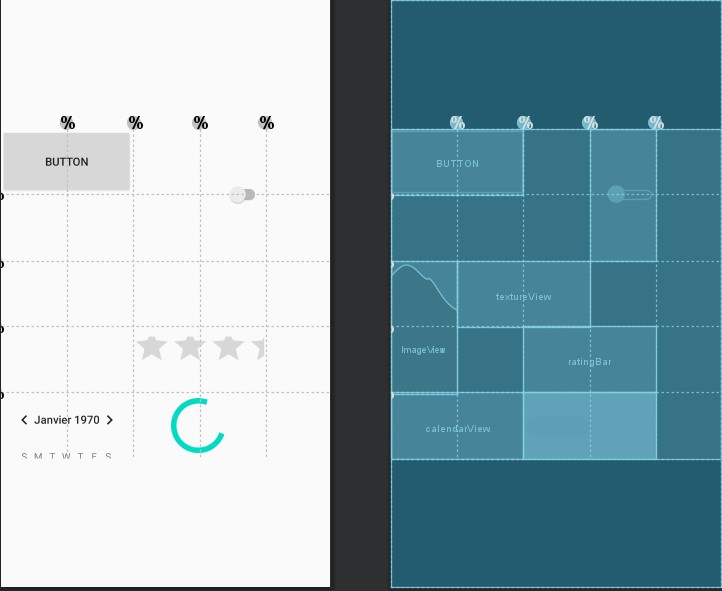 % % % %
BUTTON
Janvier 1970
S M T W T F S
% % % %
BUTTON
textureView
ImageView
ratingBar
calendarView